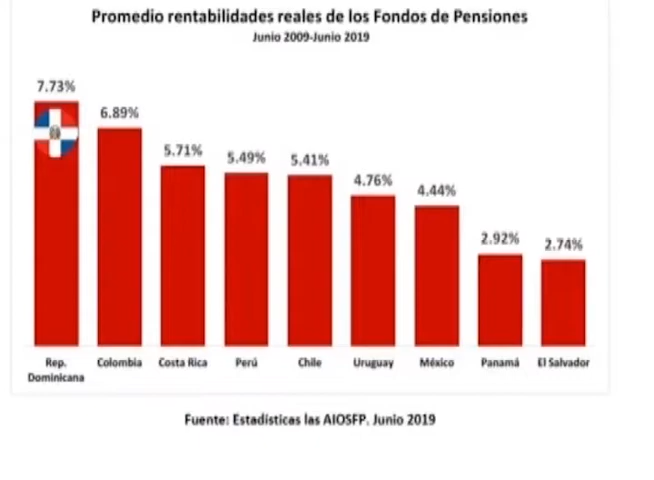 Promedio rentabilidades reales de los Fondos de Pensiones
Junio 2009-Junio 2019
7.73%
6.89%
5.71%
5.49%
5.41%
4.76%
4.44%
2.92%
2.74%
Rep. Dominicana
Colombia
Costa Rica
Perú
Chile
Uruguay
México
Panamá
El Salvador
Fuente: Estadísticas las AIOSFP. Junio 2019